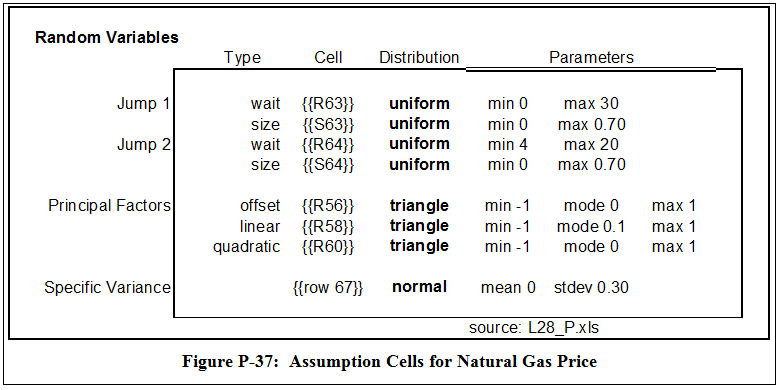 Random Variables
Type Cell Distribution Parameters
Jump 1 wait {{R63}} uniform min 0 max 30
size {{S63}} uniform min 0 max 0.70
Jump 2 wait {{R64}} uniform min 4 max 20
size {{S64}} uniform min 0 max 0.70
Principal Factors offset {{R56}} triangle min -1 mode 0 max 1
linear {{R58}} triangle min -1 mode 0.1 max 1
quadratic {{R60}} triangle min -1 mode 0 max 1
Specific Variance {{row 67}} normal mean 0 stdev 0.30
source: L28_P.xls
Figure P-37: Assumption Cells for Natural Gas Price